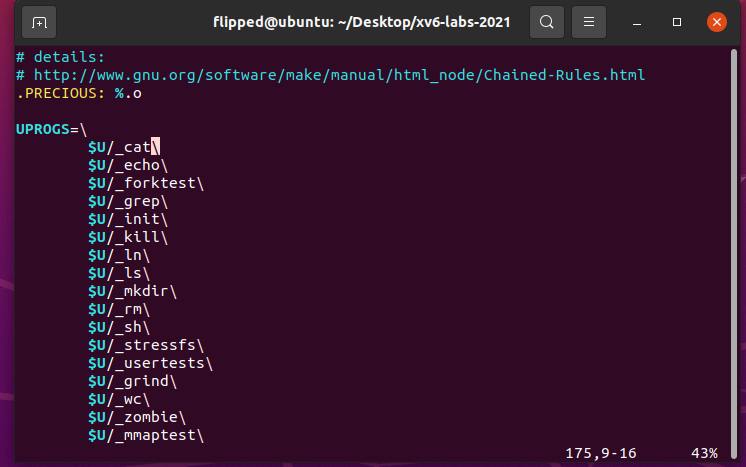 flipped@ubuntu: ~/Desktop/xv6-labs-2021
# details:
# http://www.gnu.org/software/make/manual/html_node/Chained-Rules.html
.PRECIOUS: %.o
UPROGS=\
$U/_cat\
$U/_echo\
$U/_forktest\
$U/_grep\
$U/_init\
$U/_kill\
$U/_ln\
$U/_ls\
$U/_mkdir\
$U/_rm\
$U/_sh\
$U/_stressfs\
$U/_usertests\
$U/_grind\
$U/_wc\
$U/_zombie\
$U/_mmaptest\
175,9-16 43%